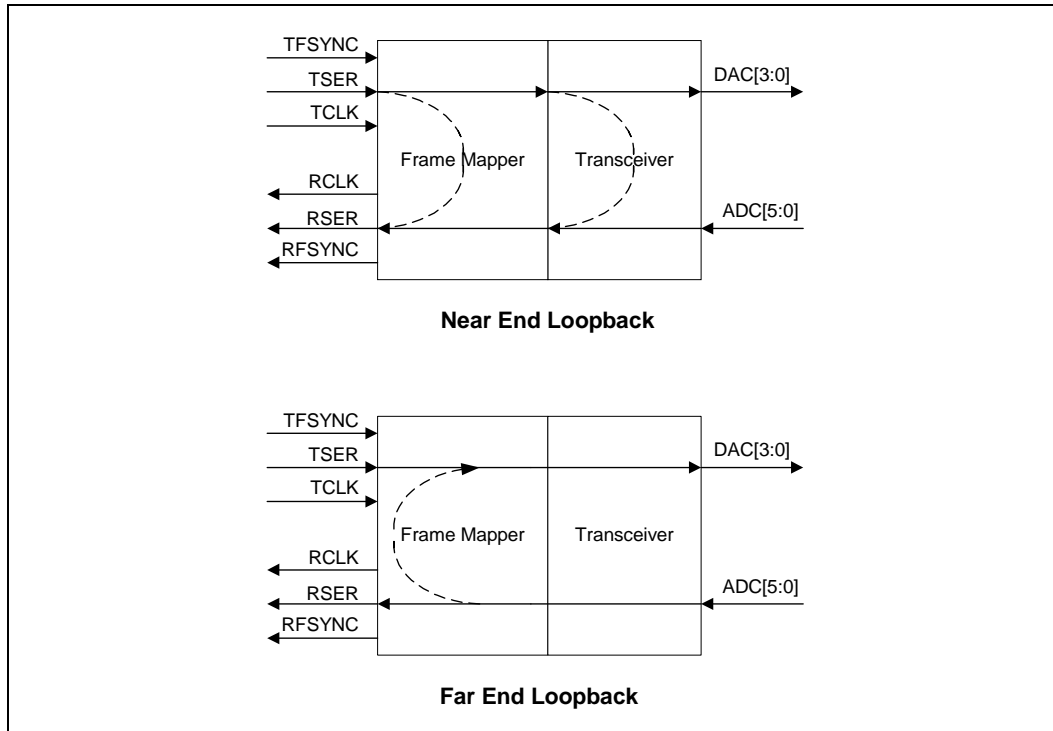 TFSYNC
TSER
TCLK
RCLK
RSER
RFSYNC
Frame Mapper
Transceiver
DAC[3:0]
ADC[5:0]
Near End Loopback
TFSYNC
TSER
TCLK
RCLK
RSER
RFSYNC
Frame Mapper
Transceiver
DAC[3:0]
ADC[5:0]
Far End Loopback